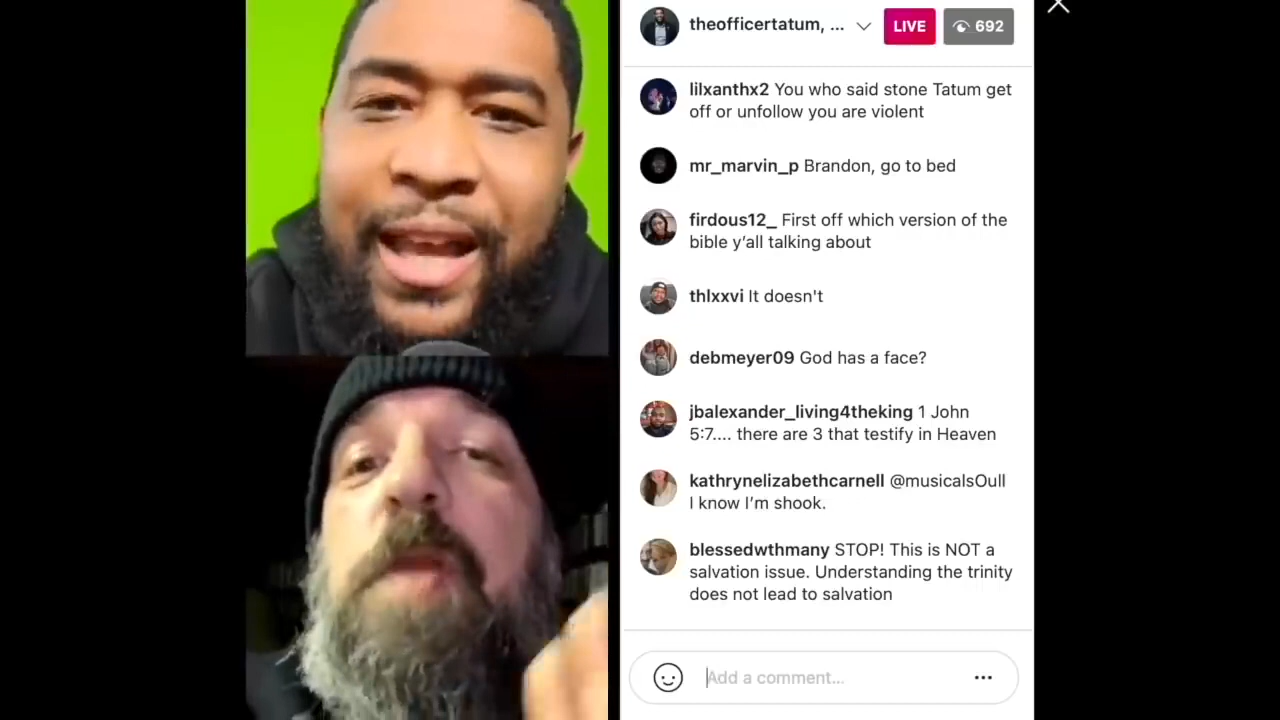 theofficertatum, ...
LIVE
692
lilxanthx2 You who said stone Tatum get
off or unfollow you are violent
mr_marvin_p Brandon, go to bed
firdous12_ First off which version of the
bible y’all talking about
thlxxvi It doesn't
debmeyer09 God has a face?
jbalexander_living4theking 1 John
5:7.... there are 3 that testify in Heaven
kathrynelizabethcarnell @musicalsOull
I know I’m shook.
blessedwthmany STOP! This is NOT a
salvation issue. Understanding the trinity
does not lead to salvation
Add a comment...